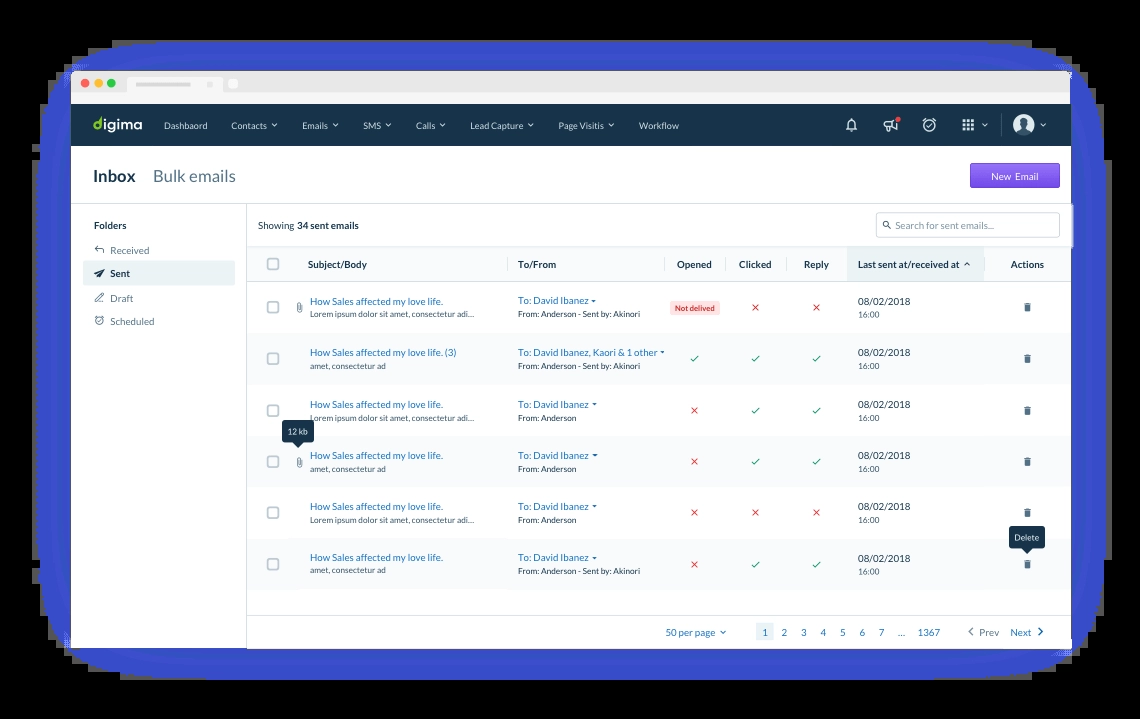 digima Dashbaord Contacts Emails SMS Calls Lead Capture Page Visitis Workflow
Inbox Bulk emails New Email
Folders
Received
Sent
Draft
Scheduled
Showing 34 sent emails Search for sent emails...
Subject/Body To/From Opened Clicked Reply Last sent at/received at Actions
How Sales affected my love life. To: David Ibanez Not delived 08/02/2018
Lorem ipsum dolor sit amet, consectetur adi... From: Anderson - Sent by: Akinori 16:00
How Sales affected my love life. (3) To: David Ibanez, Kaori & 1 other 08/02/2018
amet, consectetur ad From: Anderson - Sent by: Akinori 16:00
How Sales affected my love life. To: David Ibanez 08/02/2018
Lorem ipsum dolor sit amet, consectetur adi... From: Anderson 16:00
12 kb
How Sales affected my love life. To: David Ibanez 08/02/2018
amet, consectetur ad From: Anderson 16:00
How Sales affected my love life. To: David Ibanez 08/02/2018
Lorem ipsum dolor sit amet, consectetur adi... From: Anderson 16:00
Delete
How Sales affected my love life. To: David Ibanez 08/02/2018
amet, consectetur ad From: Anderson - Sent by: Akinori 16:00
50 per page 1 2 3 4 5 6 7 ... 1367 Prev Next